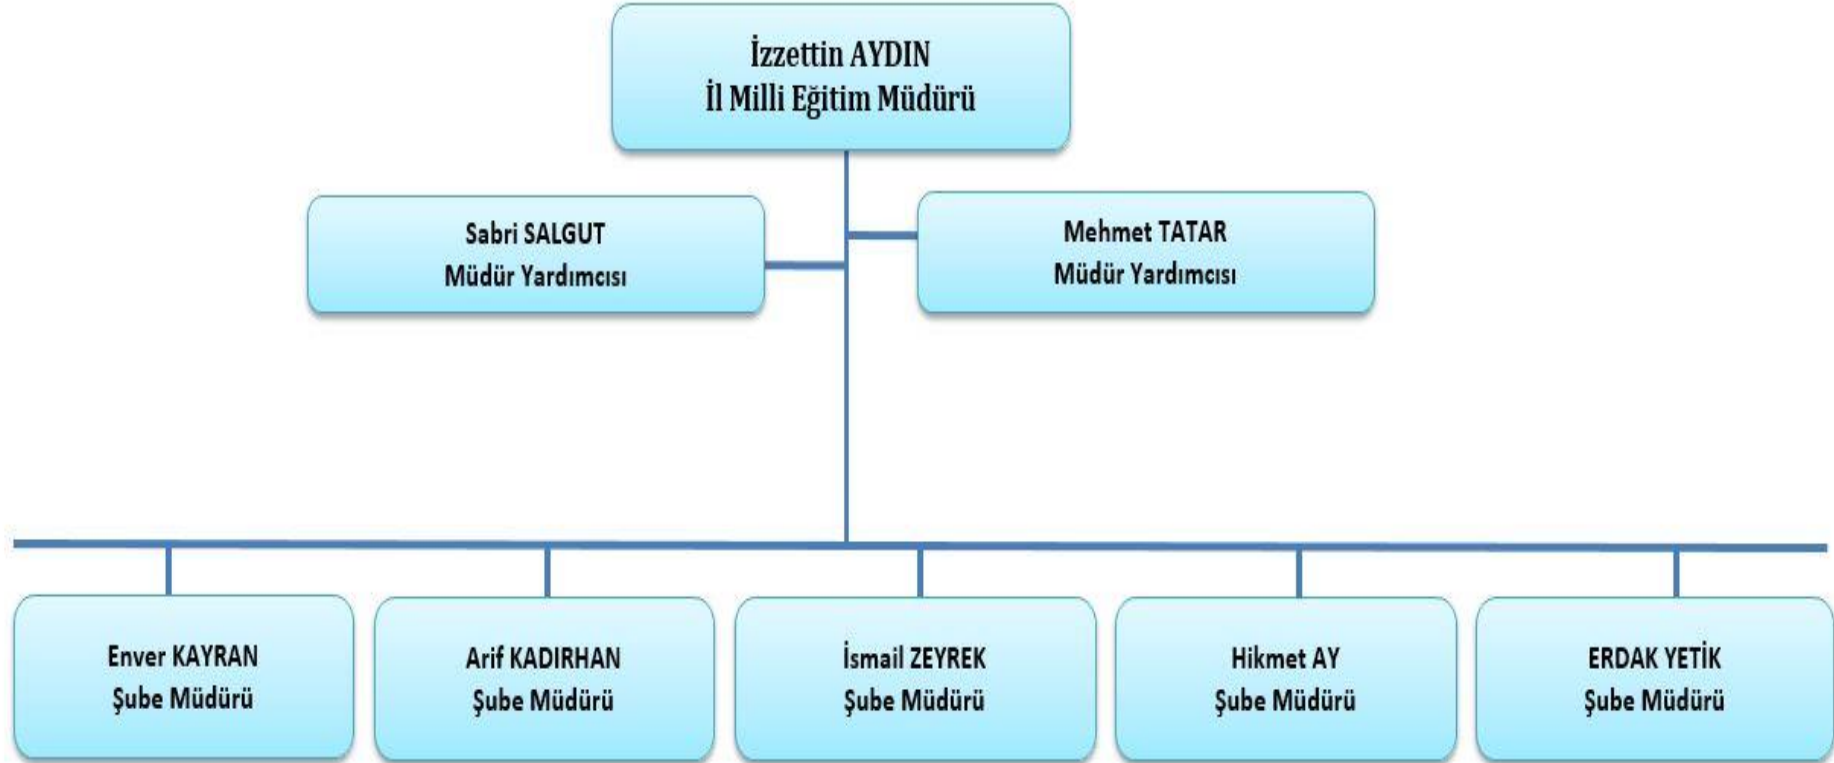 İzzettin AYDIN
İl Milli Eğitim Müdürü
Sabri SALGUT
Müdür Yardımcısı
Mehmet TATAR
Müdür Yardımcısı
Enver KAYRAN
Şube Müdürü
Arif KADIRHAN
Şube Müdürü
İsmail ZEYREK
Şube Müdürü
Hikmet AY
Şube Müdürü
ERDAK YETİK
Şube Müdürü